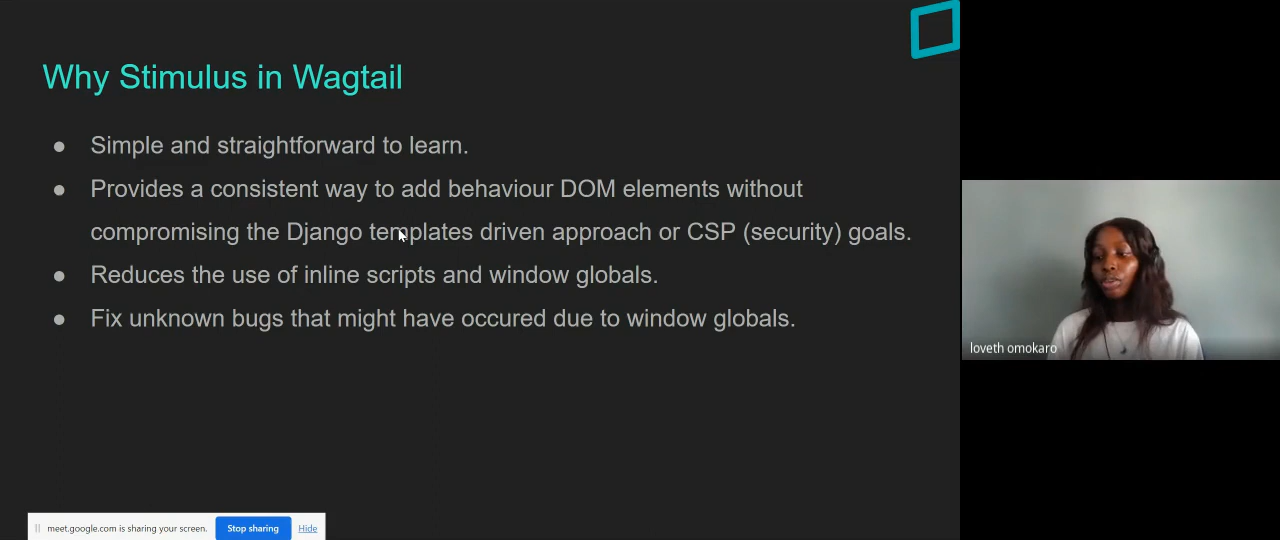 Why Stimulus in Wagtail
● Simple and straightforward to learn.
● Provides a consistent way to add behaviour DOM elements without
compromising the Django templates driven approach or CSP (security) goals.
● Reduces the use of inline scripts and window globals.
● Fix unknown bugs that might have occured due to window globals.
loveth omokaro
meet.google.com is sharing your screen. Stop sharing Hide